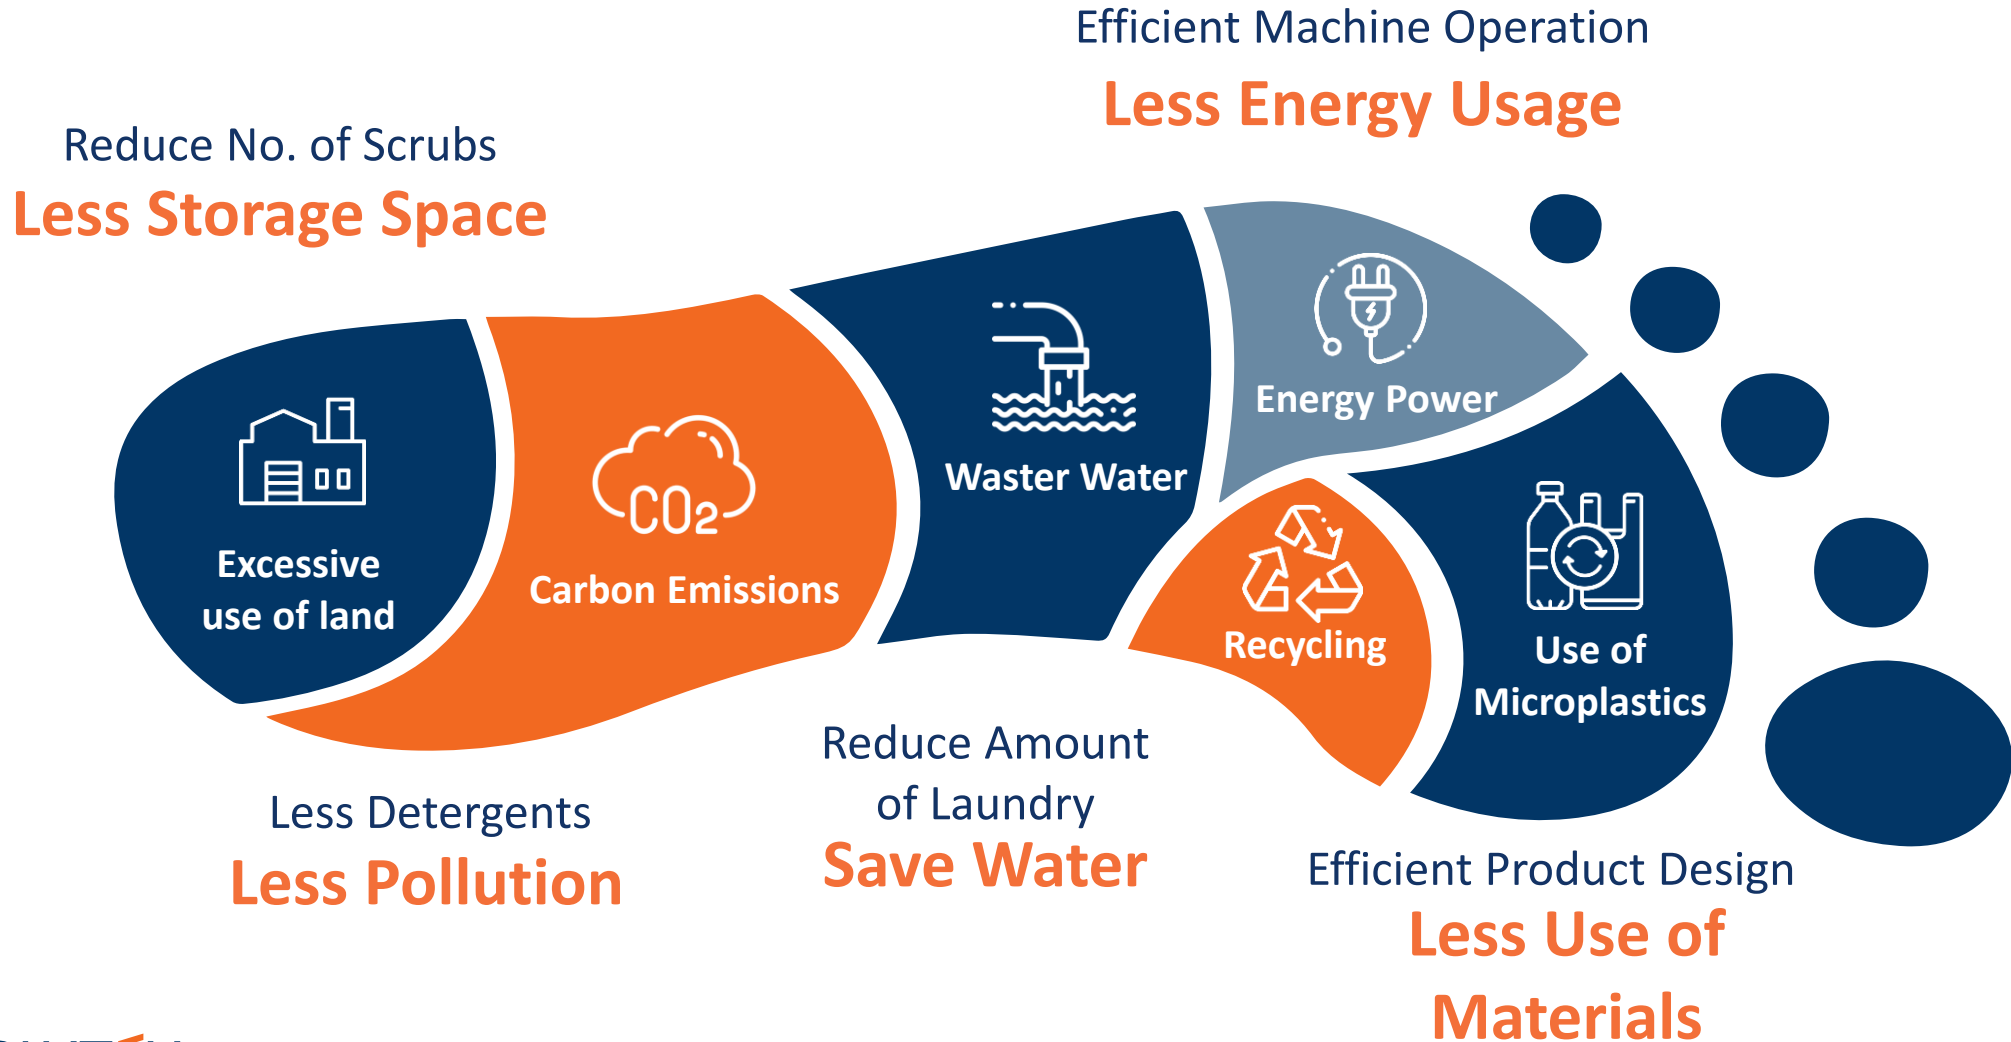 Efficient Machine Operation
Less Energy Usage
Reduce No. of Scrubs
Less Storage Space
Energy Power
Waster Water
CO2
Excessive
use of land
Carbon Emissions
Recycling
Use of
Microplastics
Reduce Amount
of Laundry
Save Water
Less Detergents
Less Pollution
Efficient Product Design
Less Use of
Materials